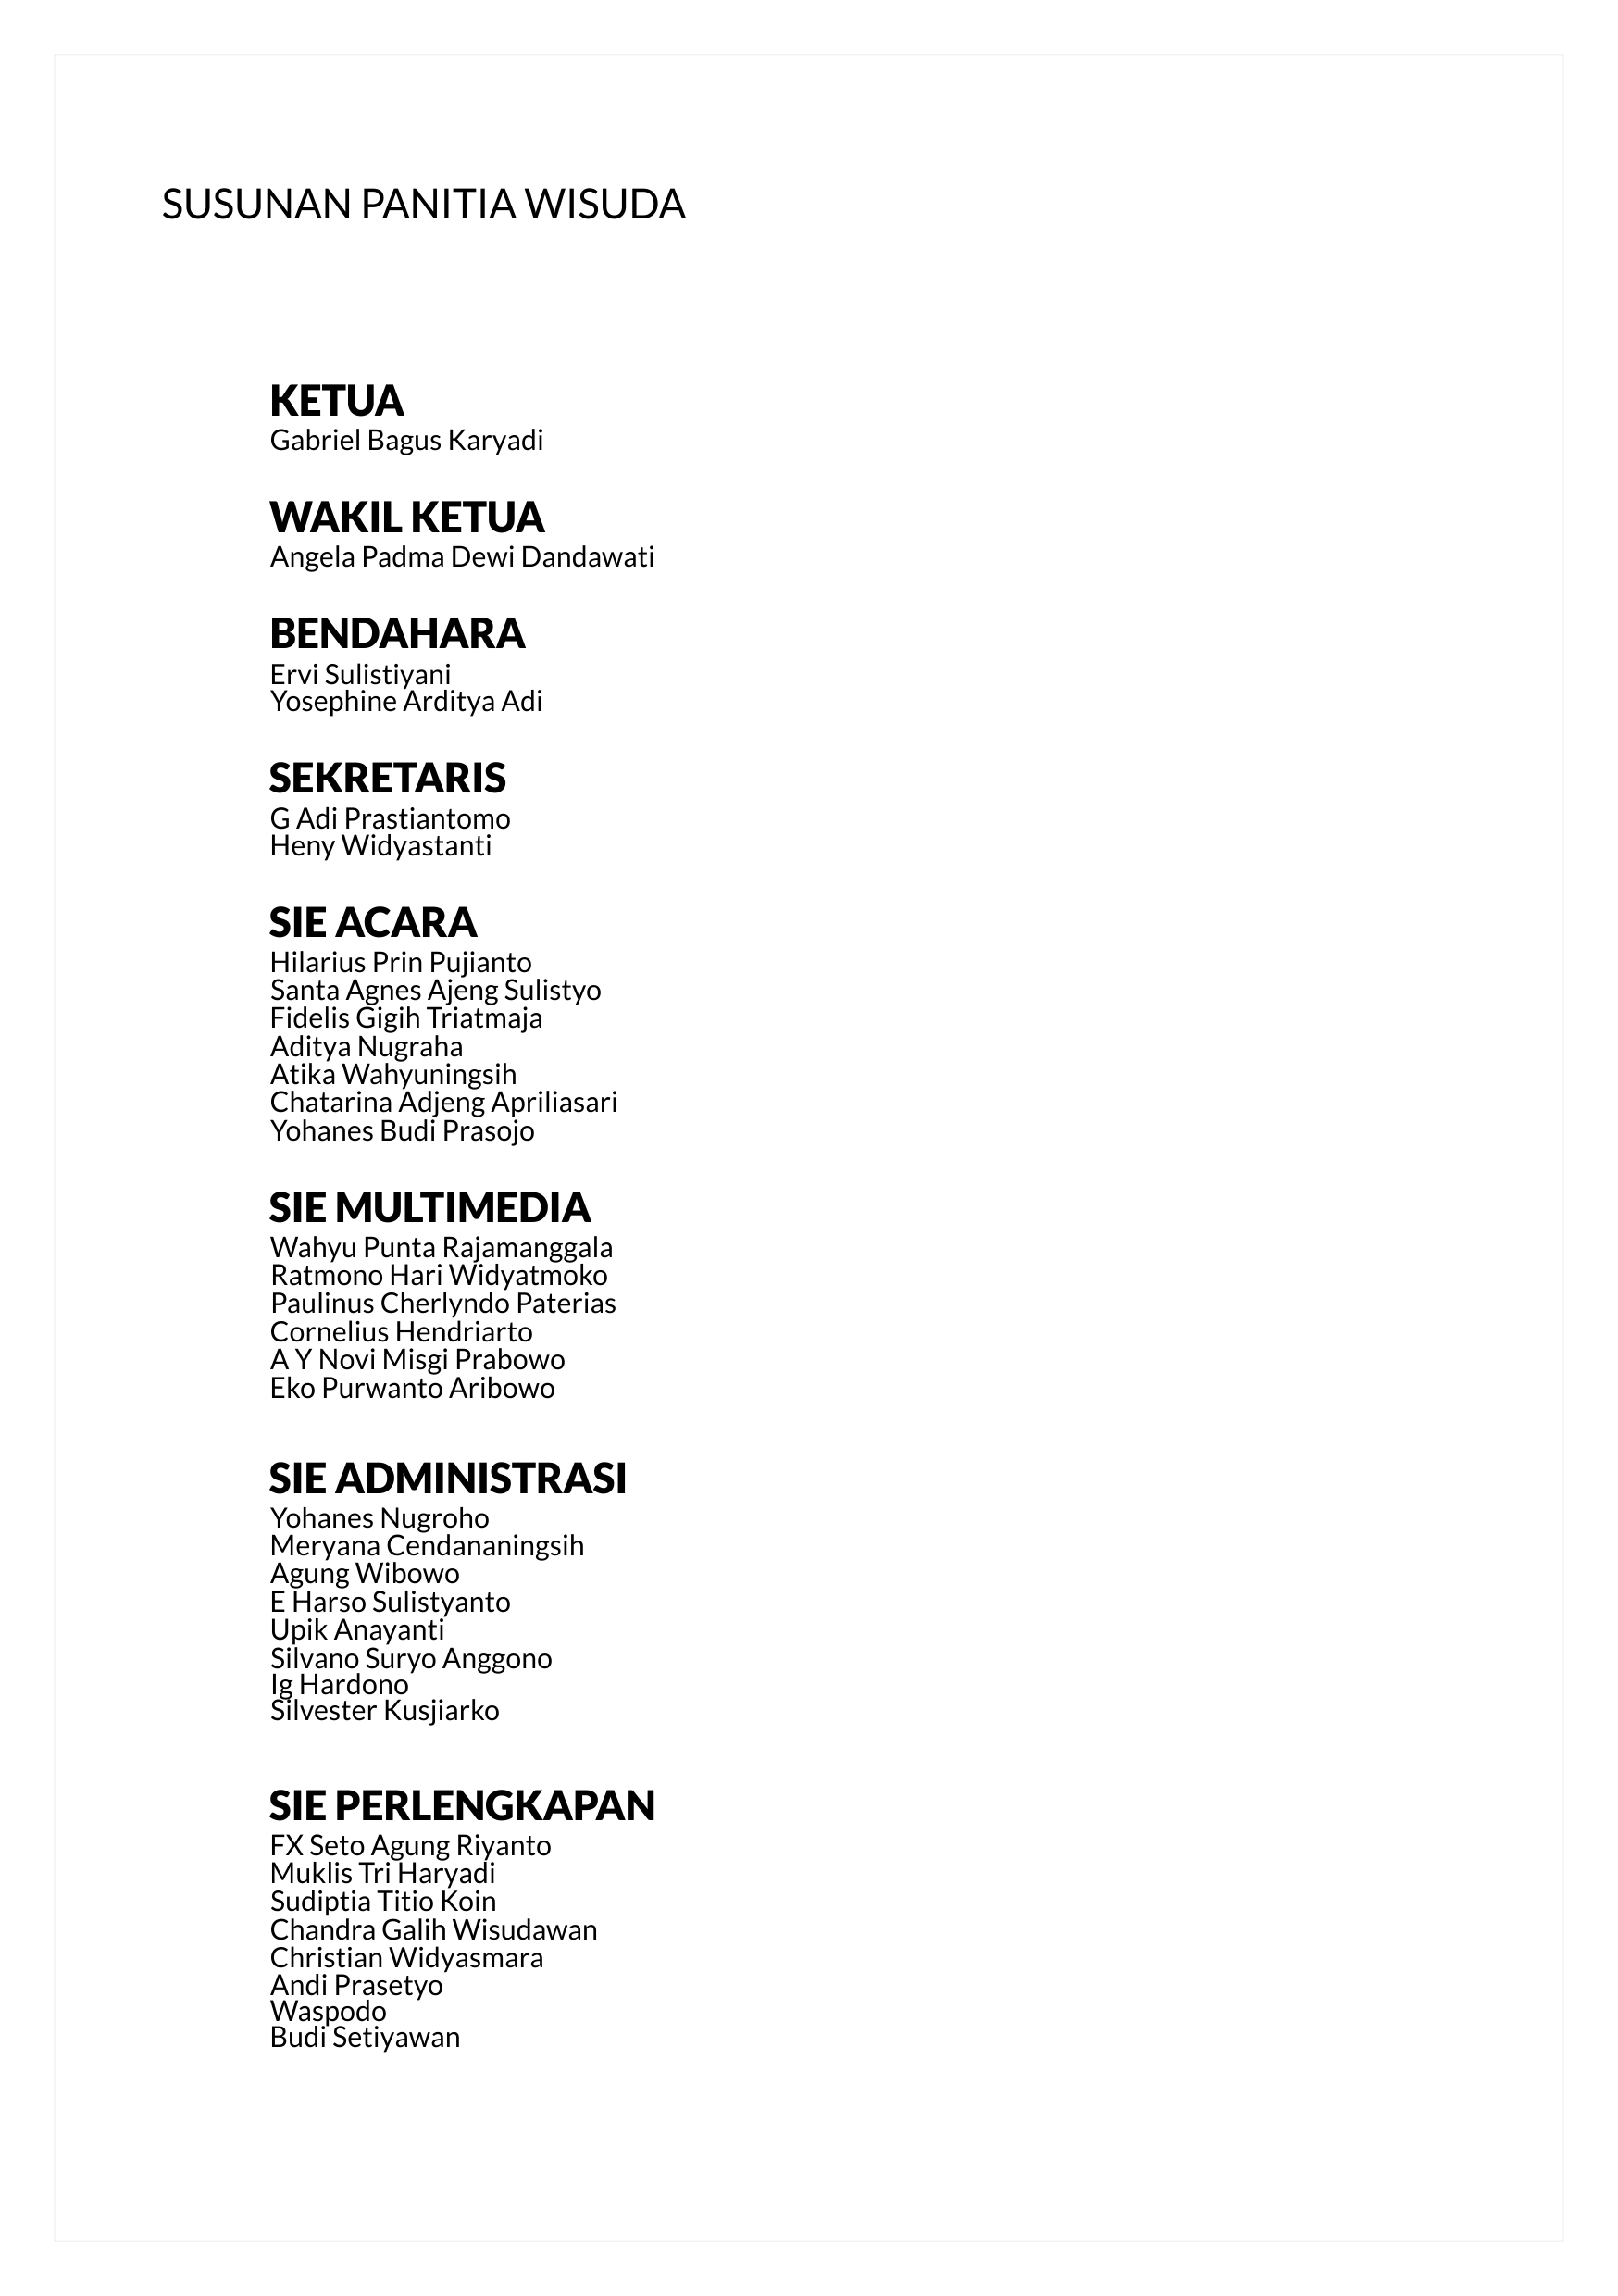 SUSUNAN PANITIA WISUDA
KETUA
Gabriel Bagus Karyadi
WAKIL KETUA
Angela Padma Dewi Dandawati
BENDAHARA
Ervi Sulistiyani
Yosephine Arditya Adi
SEKRETARIS
G Adi Prastiantomo
Heny Widyastanti
SIE ACARA
Hilarius Prin Pujianto
Santa Agnes Ajeng Sulistyo
Fidelis Gigih Triatmaja
Aditya Nugraha
Atika Wahyuningsih
Chatarina Adjeng Apriliasari
Yohanes Budi Prasojo
SIE MULTIMEDIA
Wahyu Punta Rajamanggala
Ratmono Hari Widyatmoko
Paulinus Cherlyndo Paterias
Cornelius Hendriarto
A Y Novi Misgi Prabowo
Eko Purwanto Aribowo
SIE ADMINISTRASI
Yohanes Nugroho
Meryana Cendananingsih
Agung Wibowo
E Harso Sulistyanto
Upik Anayanti
Silvano Suryo Anggono
Ig Hardono
Silvester Kusjiarko
SIE PERLENGKAPAN
FX Seto Agung Riyanto
Muklis Tri Haryadi
Sudiptia Titio Koin
Chandra Galih Wisudawan
Christian Widyasmara
Andi Prasetyo
Waspodo
Budi Setiyawan